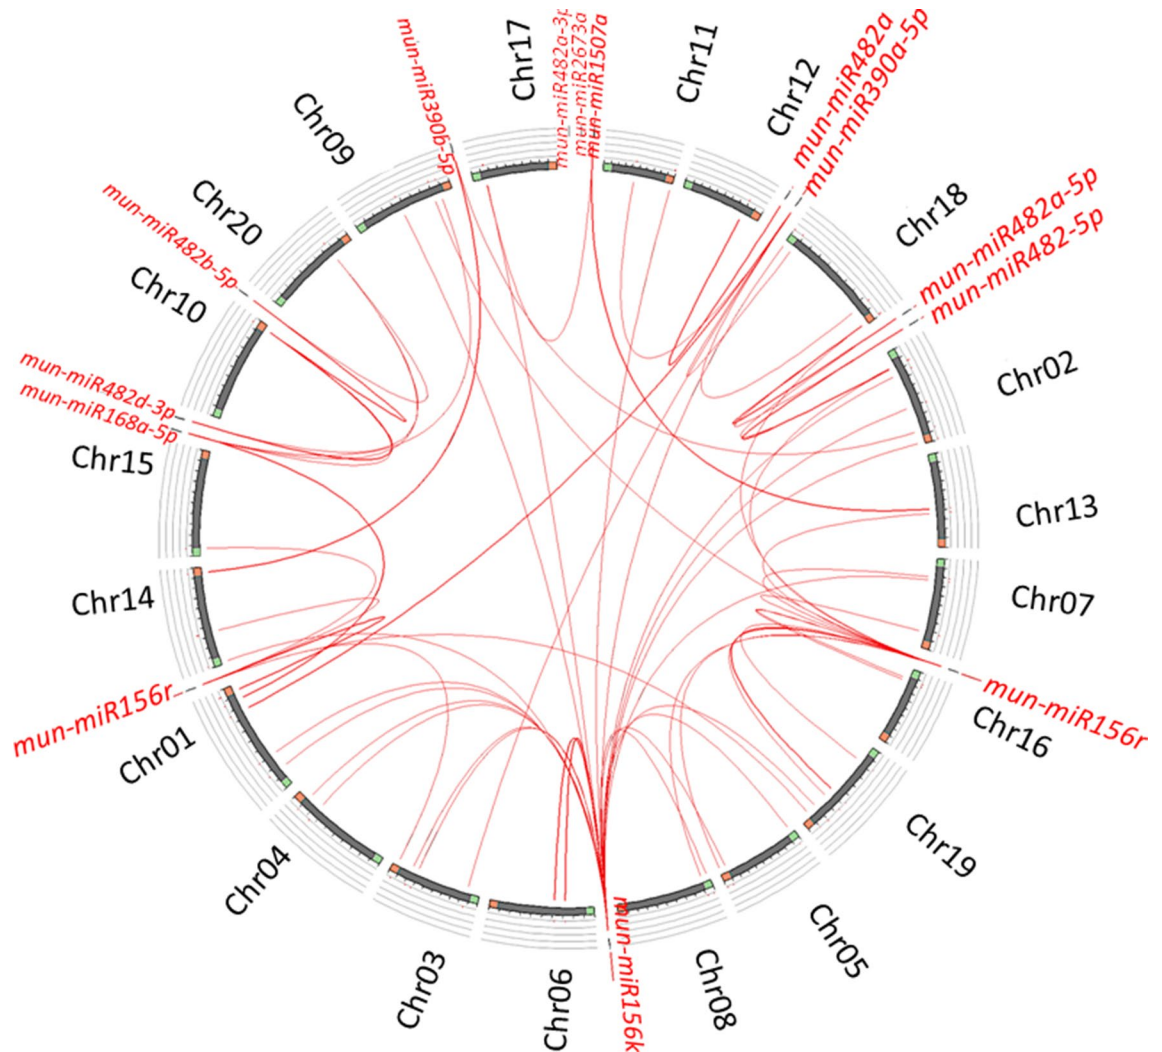 mun-miR390b-5p
Chr17
mun-miR482a-3p
mun-miR2673a
mun-miR1507a
Chr11
Chr12
mun-miR482a
mun-miR390a-5p
Chr18
mun-miR482a-5p
mun-miR482-5p
Chr02
Chr13
Chr07
mun-miR156r
Chr16
Chr19
Chr05
Chr08
mun-miR156k
Chr06
Chr03
Chr04
Chr01
mun-miR156r
Chr14
Chr15
mun-miR168a-5p
mun-miR482d-3p
Chr10
mun-miR482b-5p
Chr20
Chr09